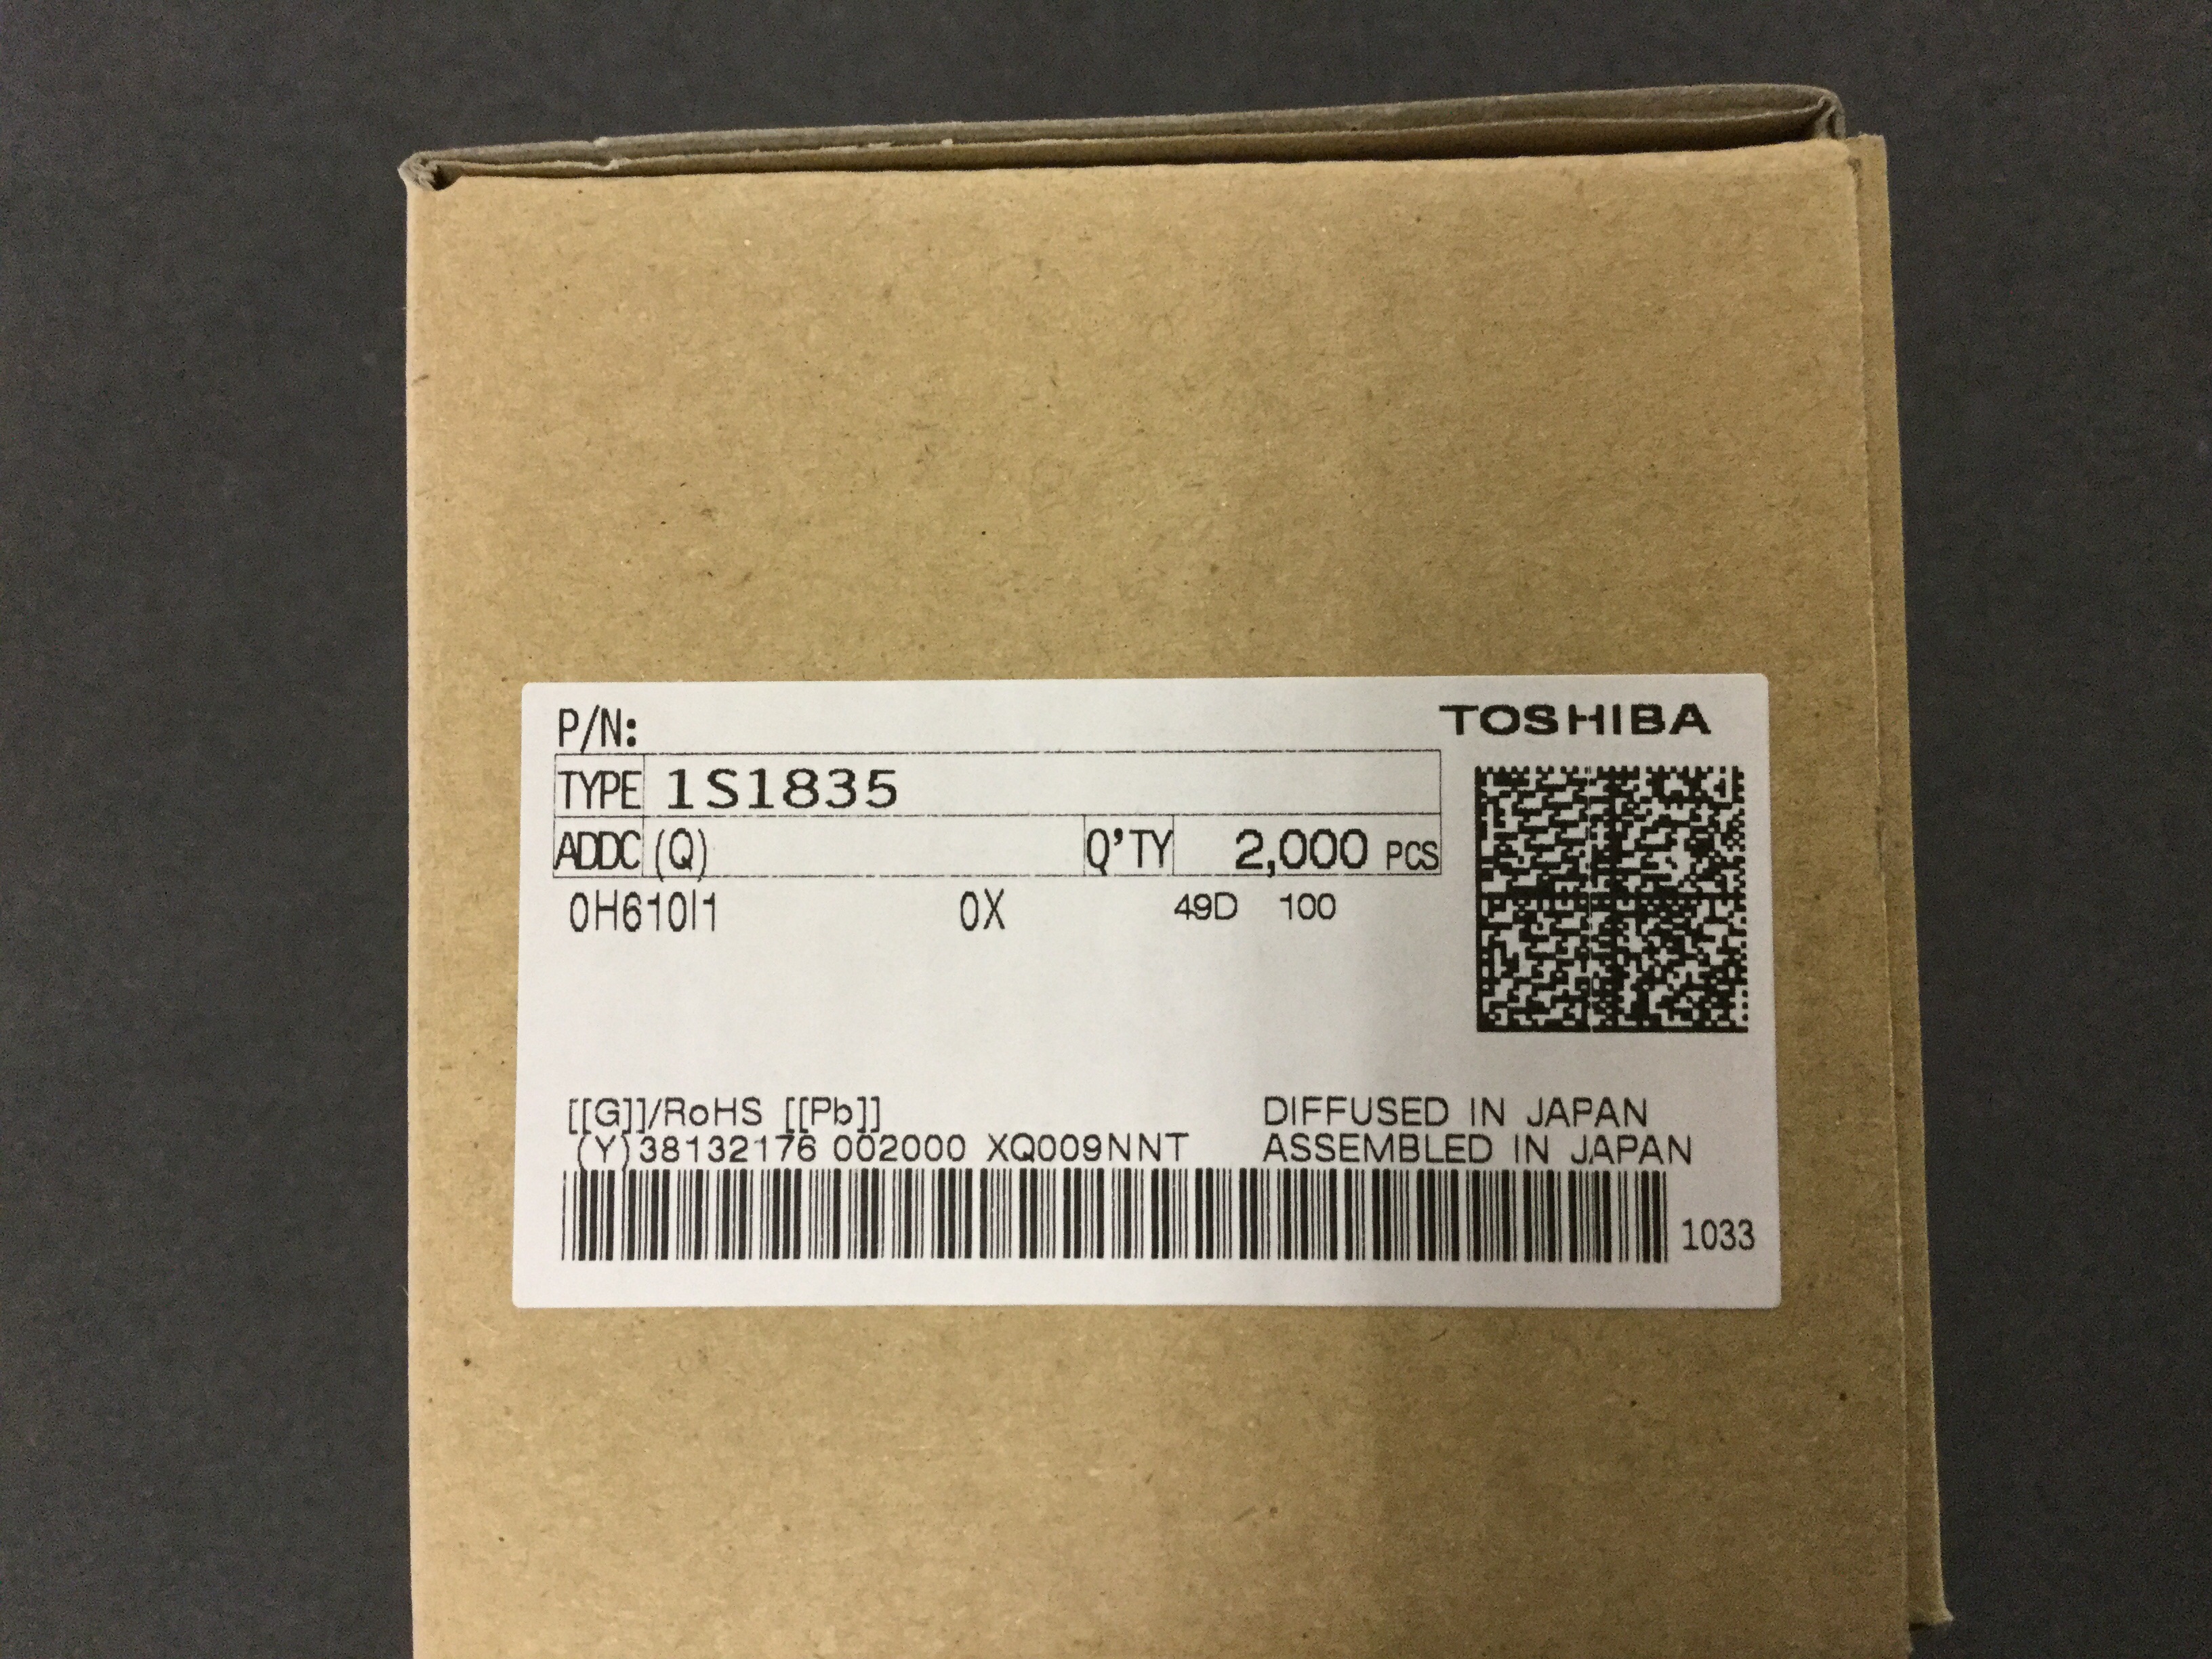 P/N: TOSHIBA
TYPE 1S1835
ADDC (Q) Q'TY 2,000 PCS
0H610I1 0X 49D 100
[[G]]/RoHS [[Pb]] DIFFUSED IN JAPAN
(Y)38132176 002000 XQ009NNT ASSEMBLED IN JAPAN
1033